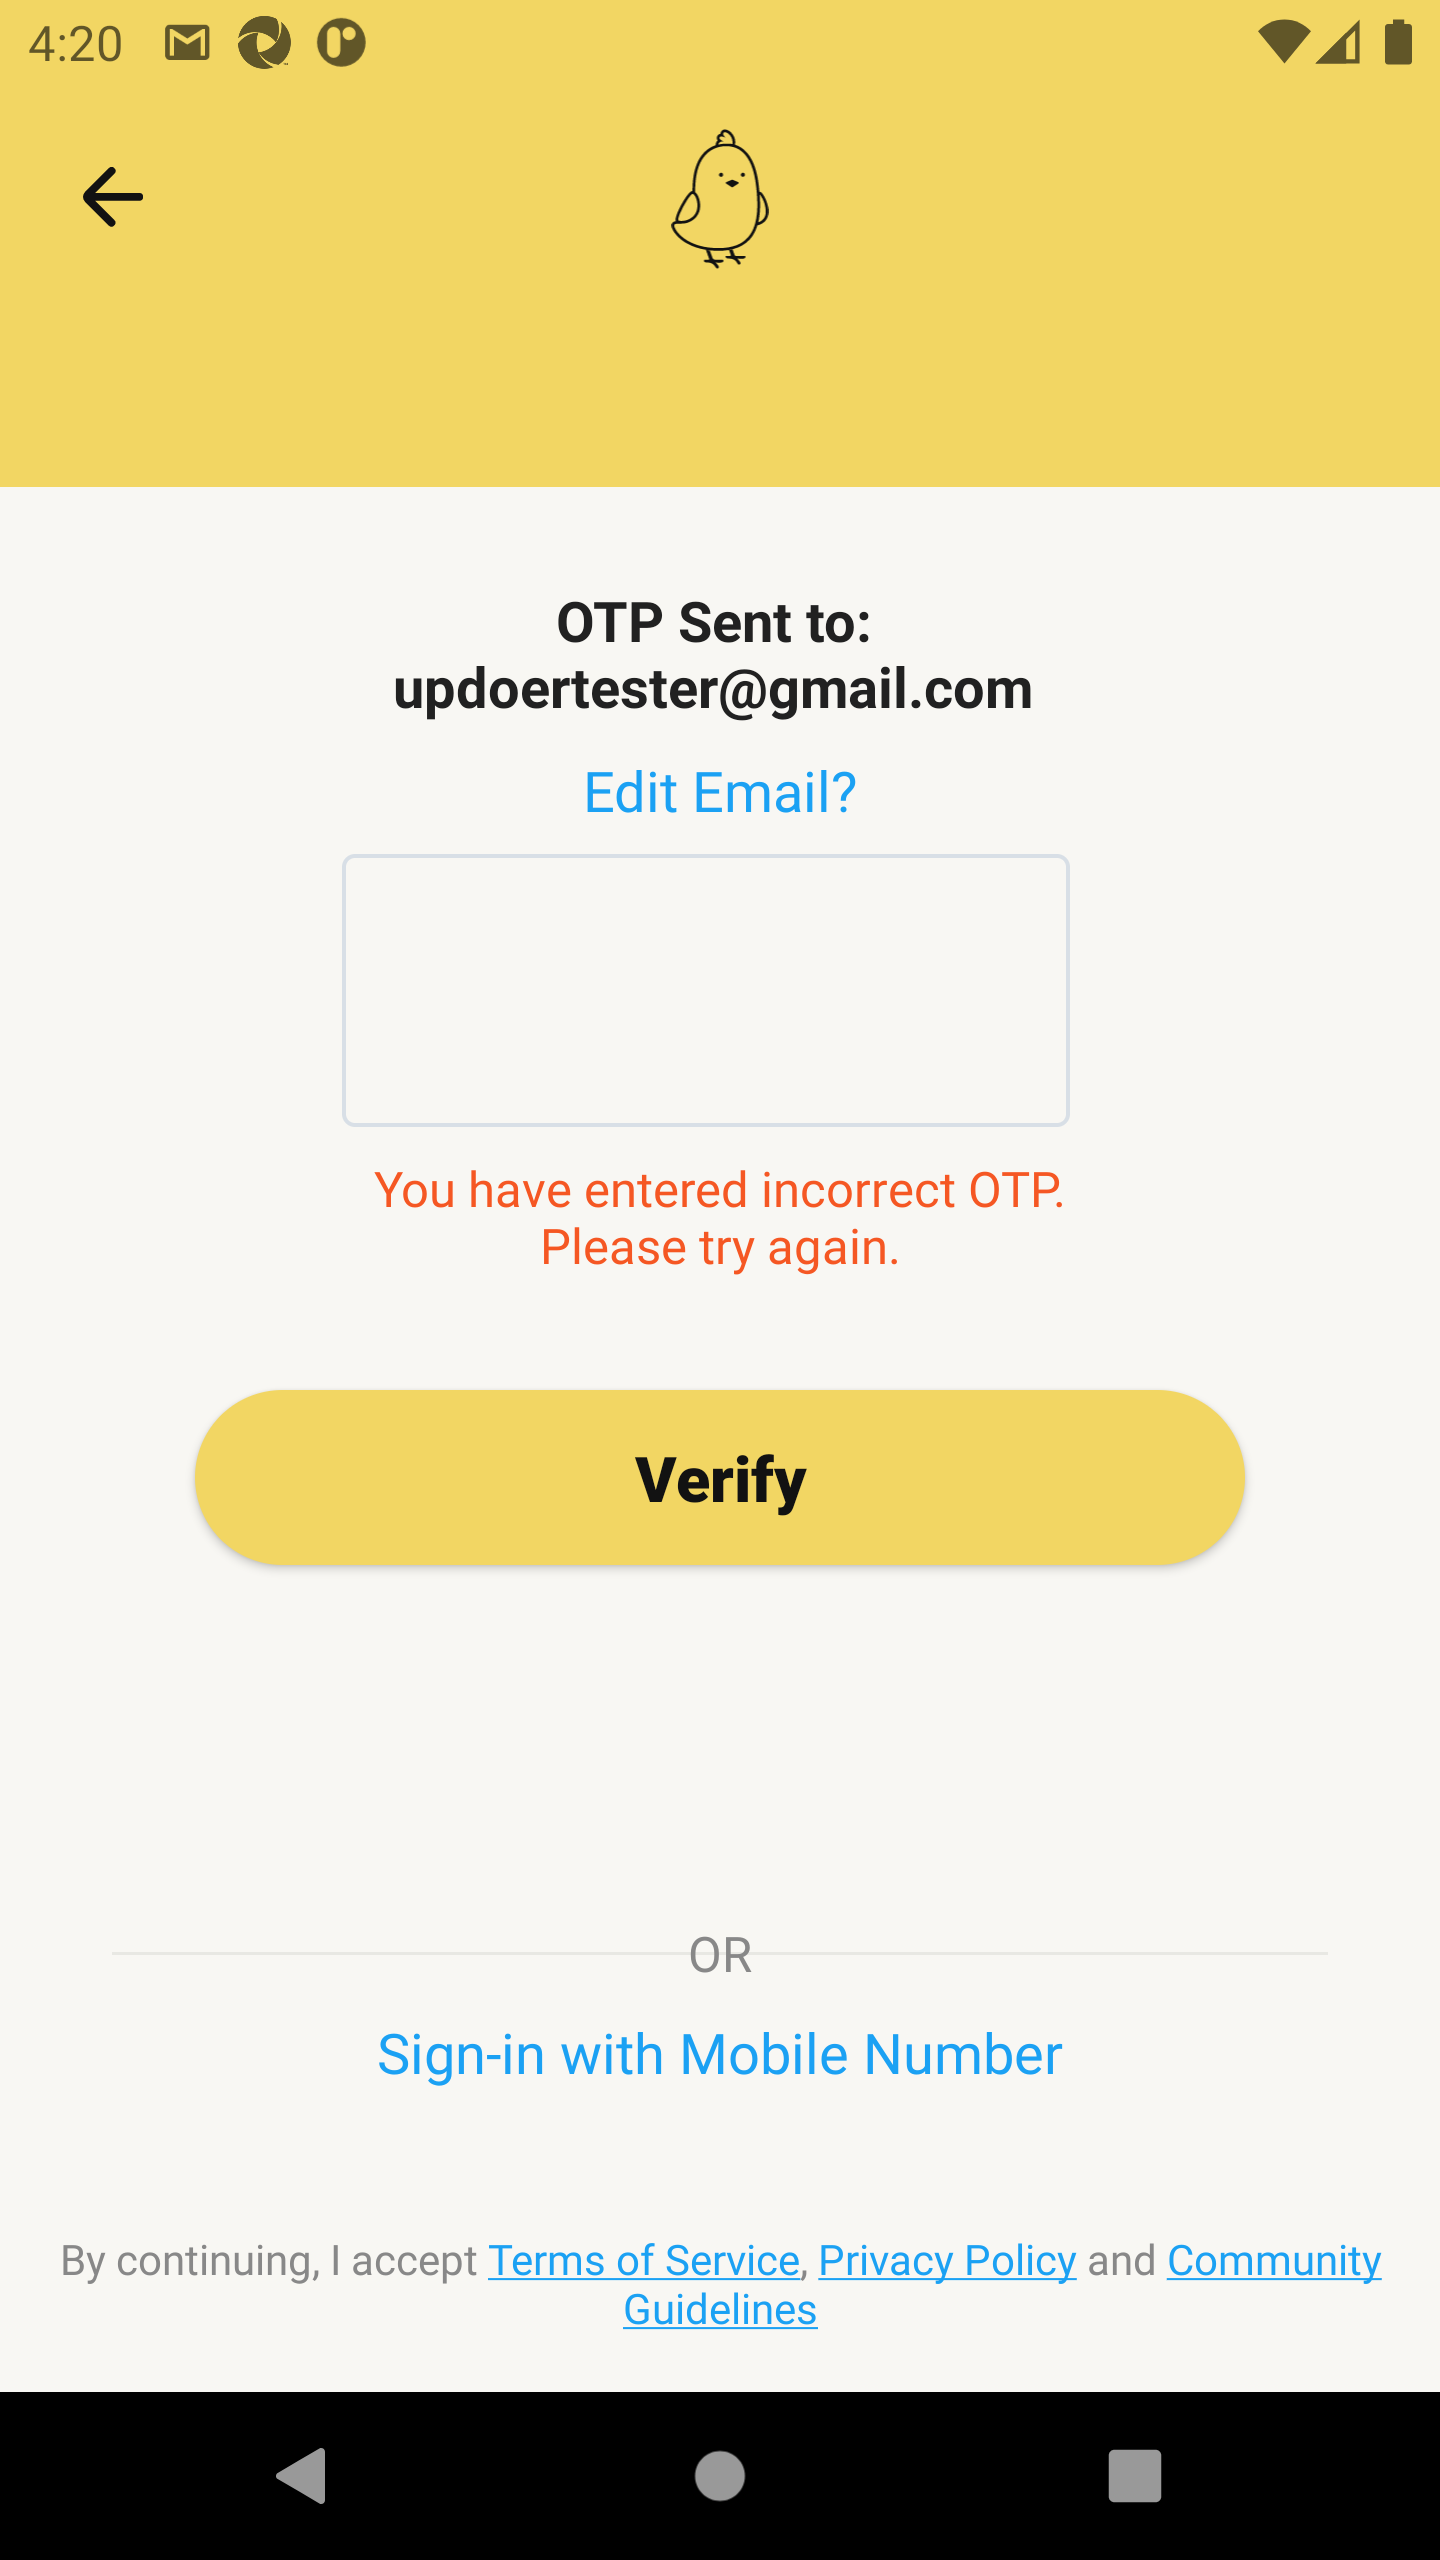 4:20
OTP Sent to:
updoertester@gmail.com
Edit Email?
You have entered incorrect OTP.
Please try again.
Verify
OR
Sign-in with Mobile Number
By continuing, I accept Terms of Service, Privacy Policy and Community
Guidelines